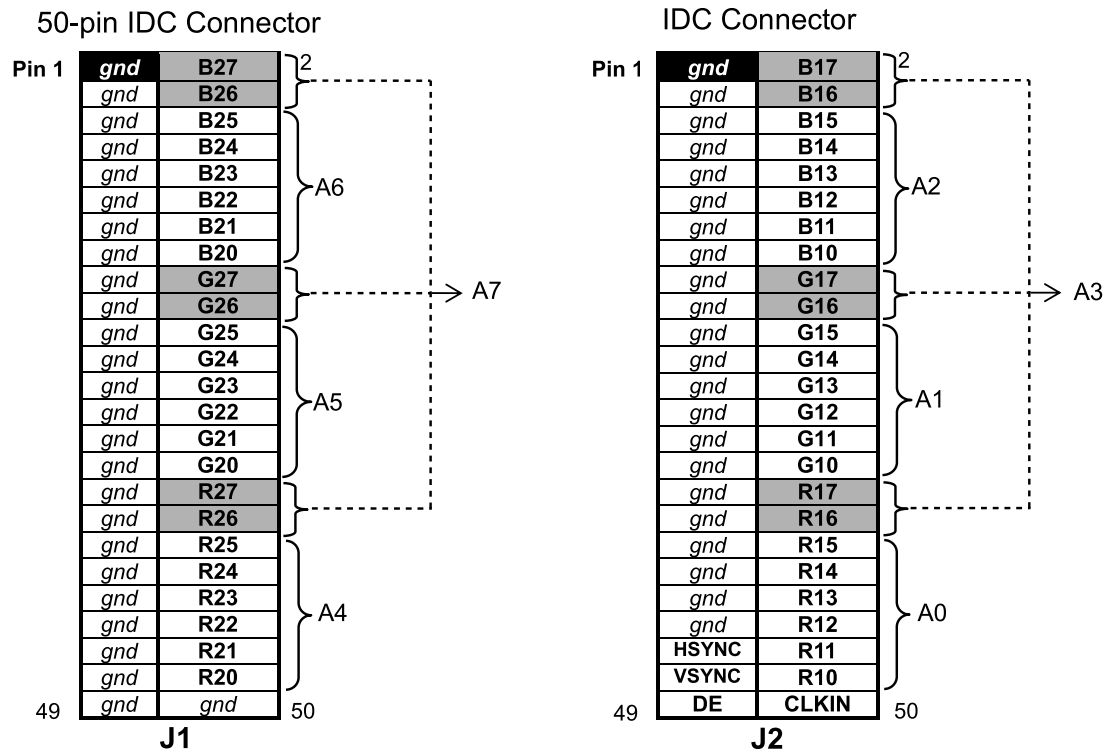 50-pin IDC Connector
Pin 1 gnd B27 2
gnd B26
gnd B25
gnd B24
gnd B23
gnd B22 A6
gnd B21
gnd B20
gnd G27
gnd G26 A7
gnd G25
gnd G24
gnd G23
gnd G22 A5
gnd G21
gnd G20
gnd R27
gnd R26
gnd R25
gnd R24
gnd R23
gnd R22 A4
gnd R21
gnd R20
49 gnd gnd 50
J1
IDC Connector
Pin 1 gnd B17 2
gnd B16
gnd B15
gnd B14
gnd B13
gnd B12 A2
gnd B11
gnd B10
gnd G17
gnd G16 A3
gnd G15
gnd G14
gnd G13
gnd G12 A1
gnd G11
gnd G10
gnd R17
gnd R16
gnd R15
gnd R14
gnd R13
gnd R12 A0
HSYNC R11
VSYNC R10
49 DE CLKIN 50
J2